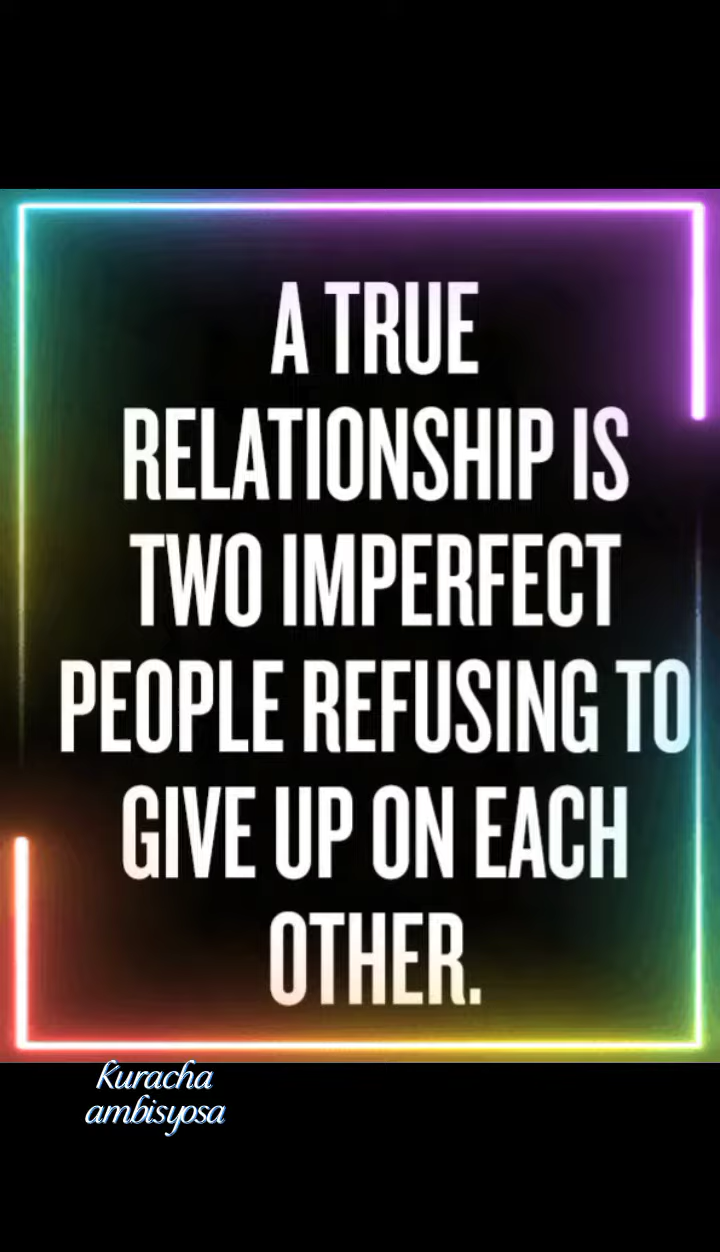 A TRUE
RELATIONSHIP IS
TWO IMPERFECT
PEOPLE REFUSING TO
GIVE UP ON EACH
OTHER.
Kuracha
ambisyosa